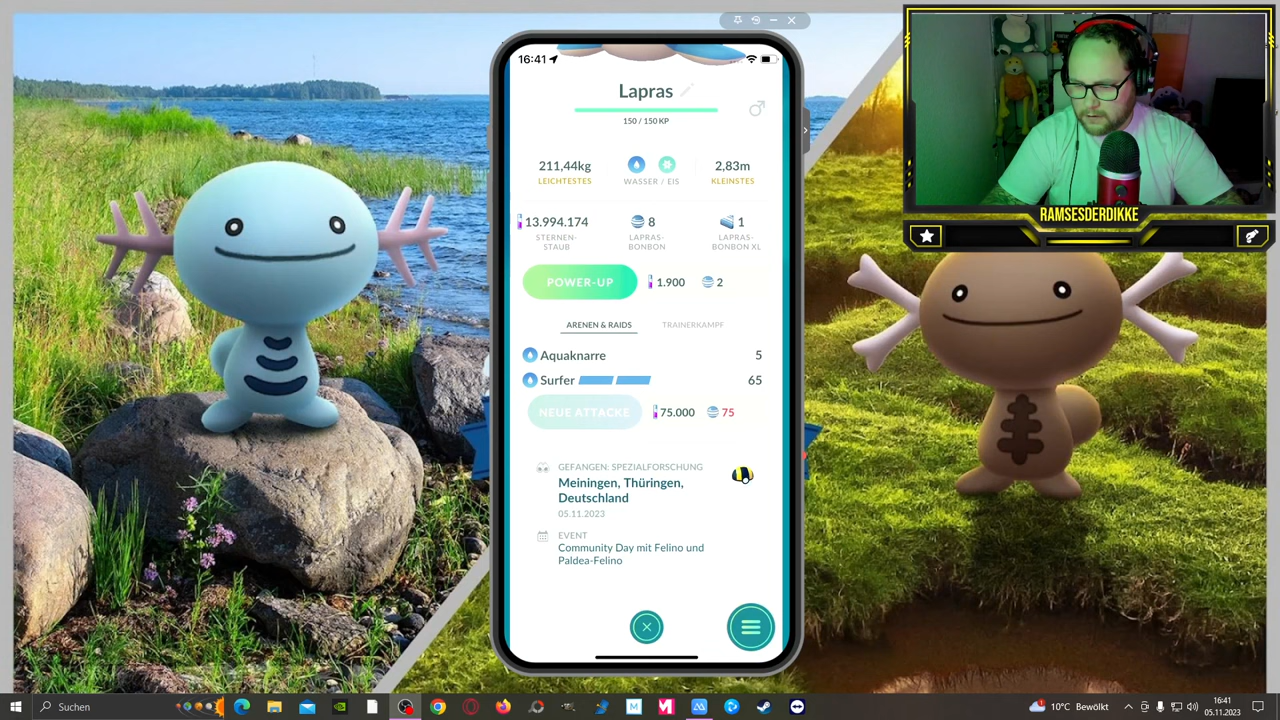 16:41
Lapras
150 / 150 KP
211,44kg
LEICHTESTES
WASSER / EIS
2,83m
KLEINSTES
13.994.174
STERNEN-
STAUB
8
LAPRAS-
BONBON
1
LAPRAS-
BONBON XL
POWER-UP
1.900
2
ARENEN & RAIDS
TRAINERKAMPF
Aquaknarre
5
Surfer
65
NEUE ATTACKE
75.000
75
GEFANGEN: SPEZIALFORSCHUNG
Meiningen, Thüringen,
Deutschland
05.11.2023
EVENT
Community Day mit Felino und
Paldea-Felino
RAMSESDERDIKKE
Suchen
10°C Bewölkt
16:41
05.11.2023